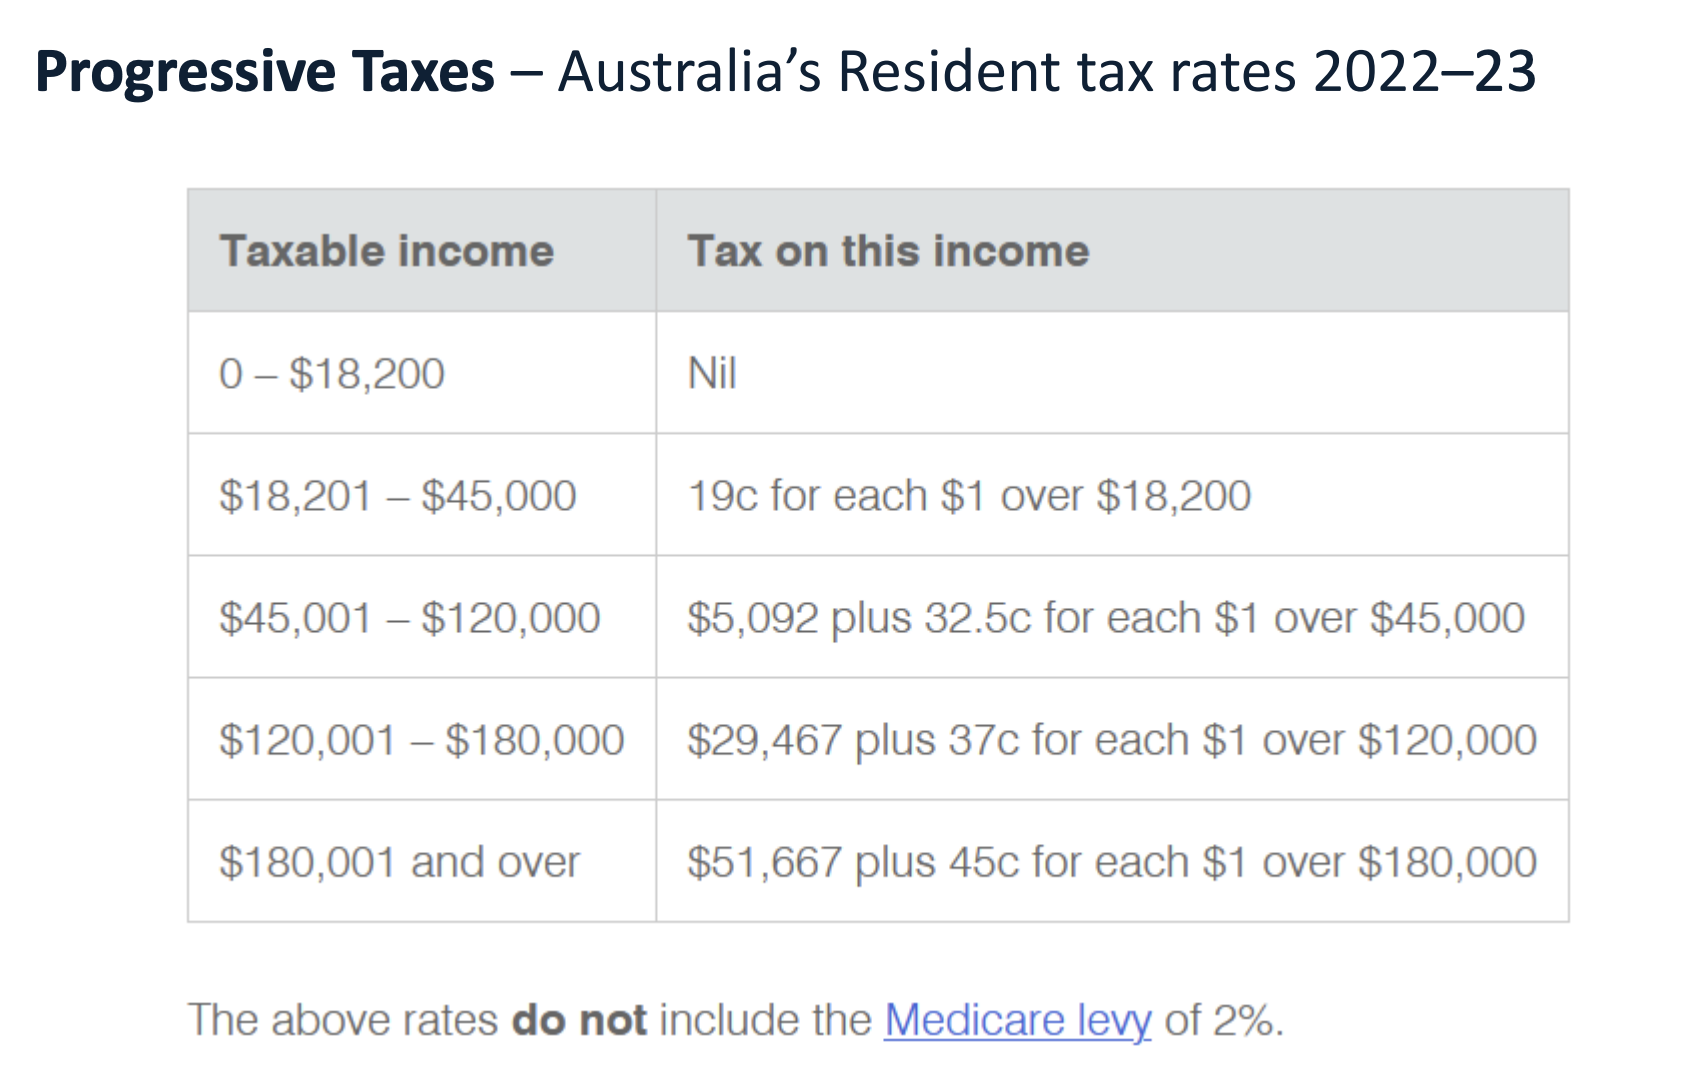 Progressive Taxes – Australia’s Resident tax rates 2022–23
Taxable income Tax on this income
0 – $18,200 Nil
$18,201 – $45,000 19c for each $1 over $18,200
$45,001 – $120,000 $5,092 plus 32.5c for each $1 over $45,000
$120,001 – $180,000 $29,467 plus 37c for each $1 over $120,000
$180,001 and over $51,667 plus 45c for each $1 over $180,000
The above rates do not include the Medicare levy of 2%.